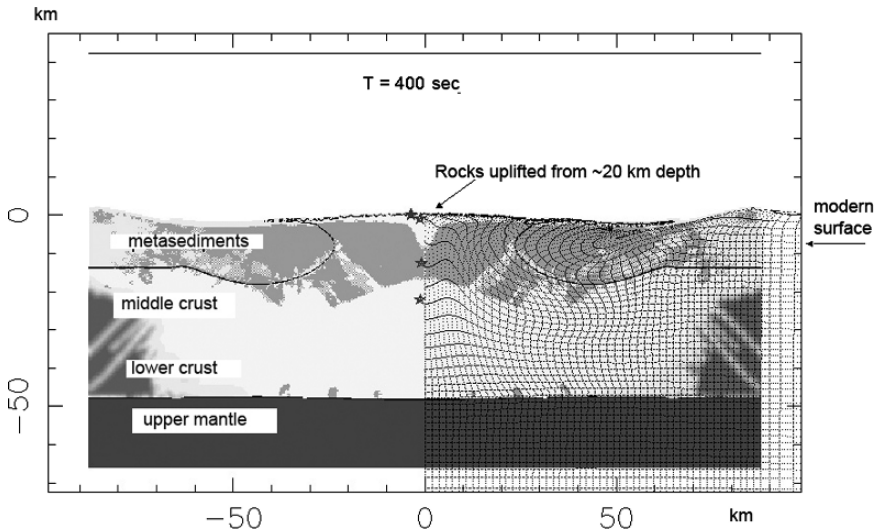 km
T = 400 sec
Rocks uplifted from ~20 km depth
0
modern
surface
metasediments
middle crust
lower crust
-50
upper mantle
-50
0
50
km